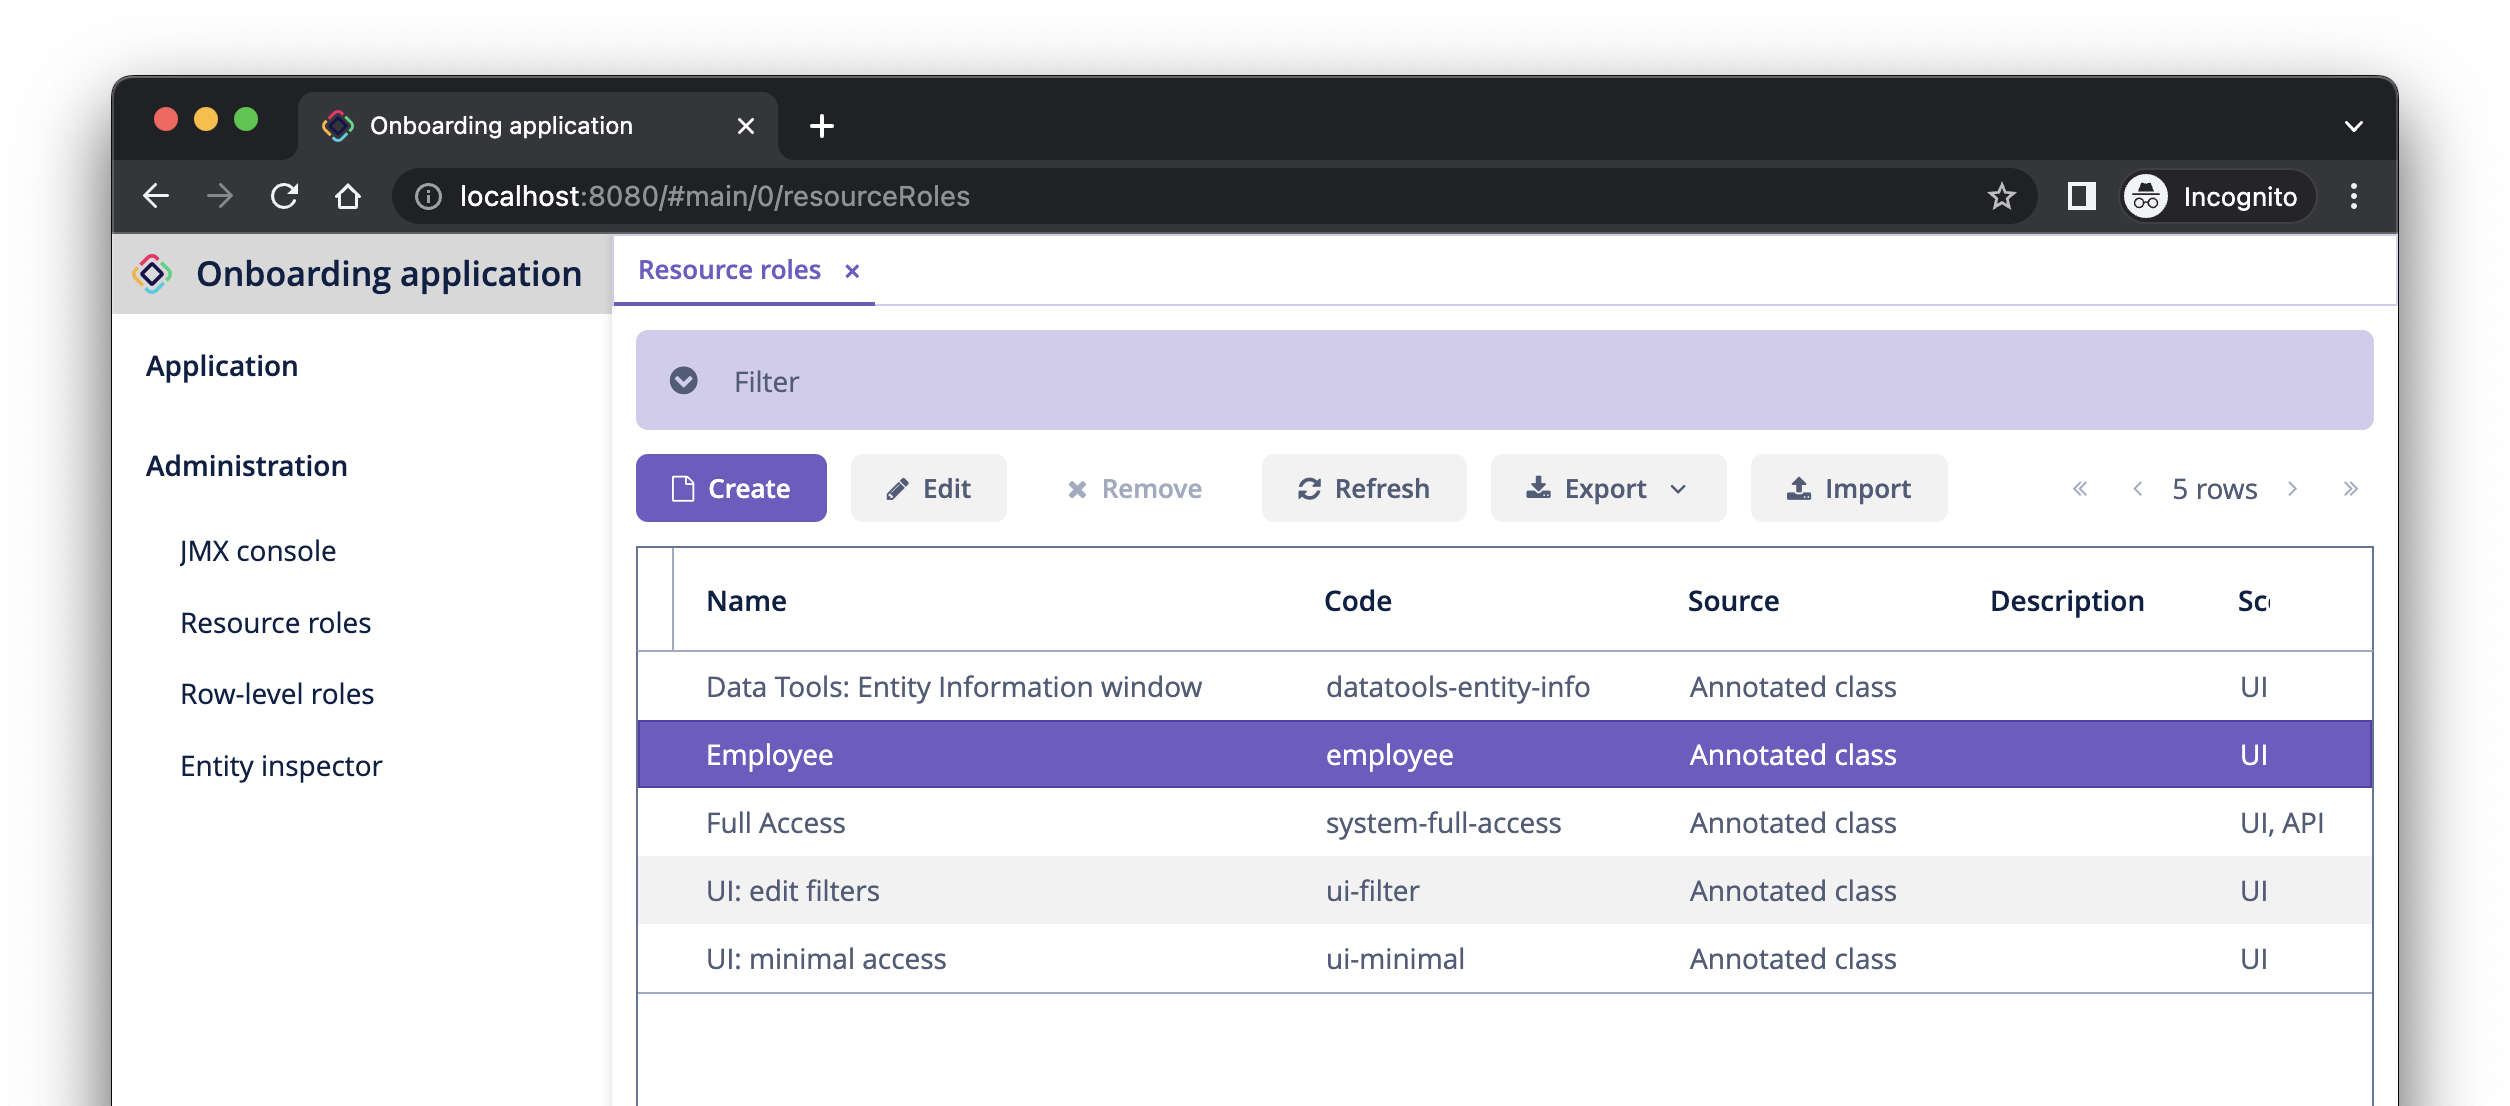 Onboarding application
localhost:8080/#main/0/resourceRoles
Incognito
Onboarding application
Resource roles
Application
Administration
JMX console
Resource roles
Row-level roles
Entity inspector
Filter
Create Edit Remove Refresh Export Import 5 rows
Name Code Source Description
Data Tools: Entity Information window datatools-entity-info Annotated class UI
Employee employee Annotated class UI
Full Access system-full-access Annotated class UI, API
UI: edit filters ui-filter Annotated class UI
UI: minimal access ui-minimal Annotated class UI